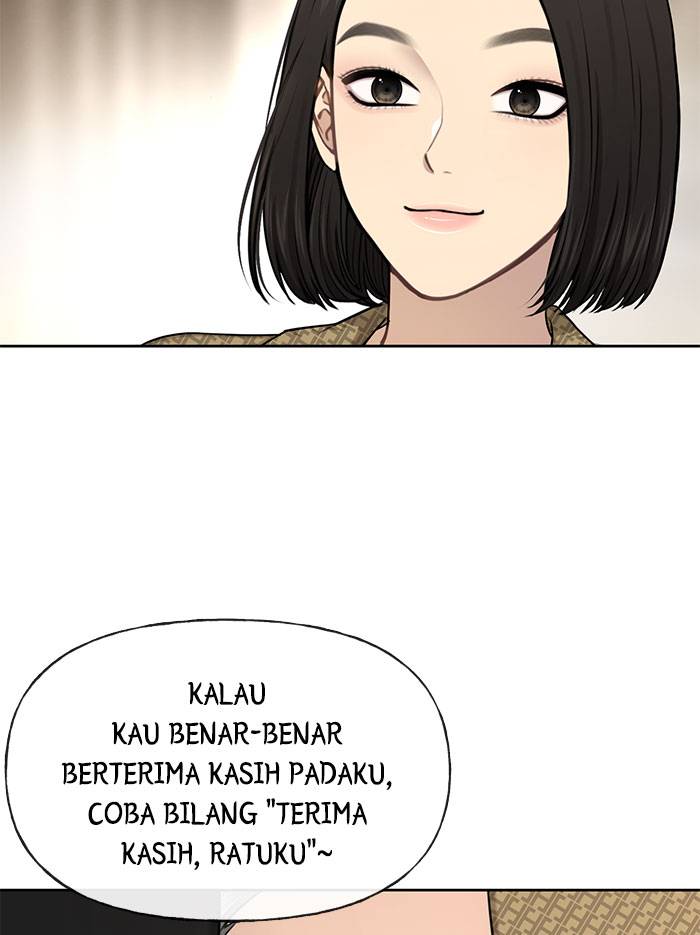 KALAU
KAU BENAR-BENAR
BERTERIMA KASIH PADAKU,
COBA BILANG "TERIMA
KASIH, RATUKU"~